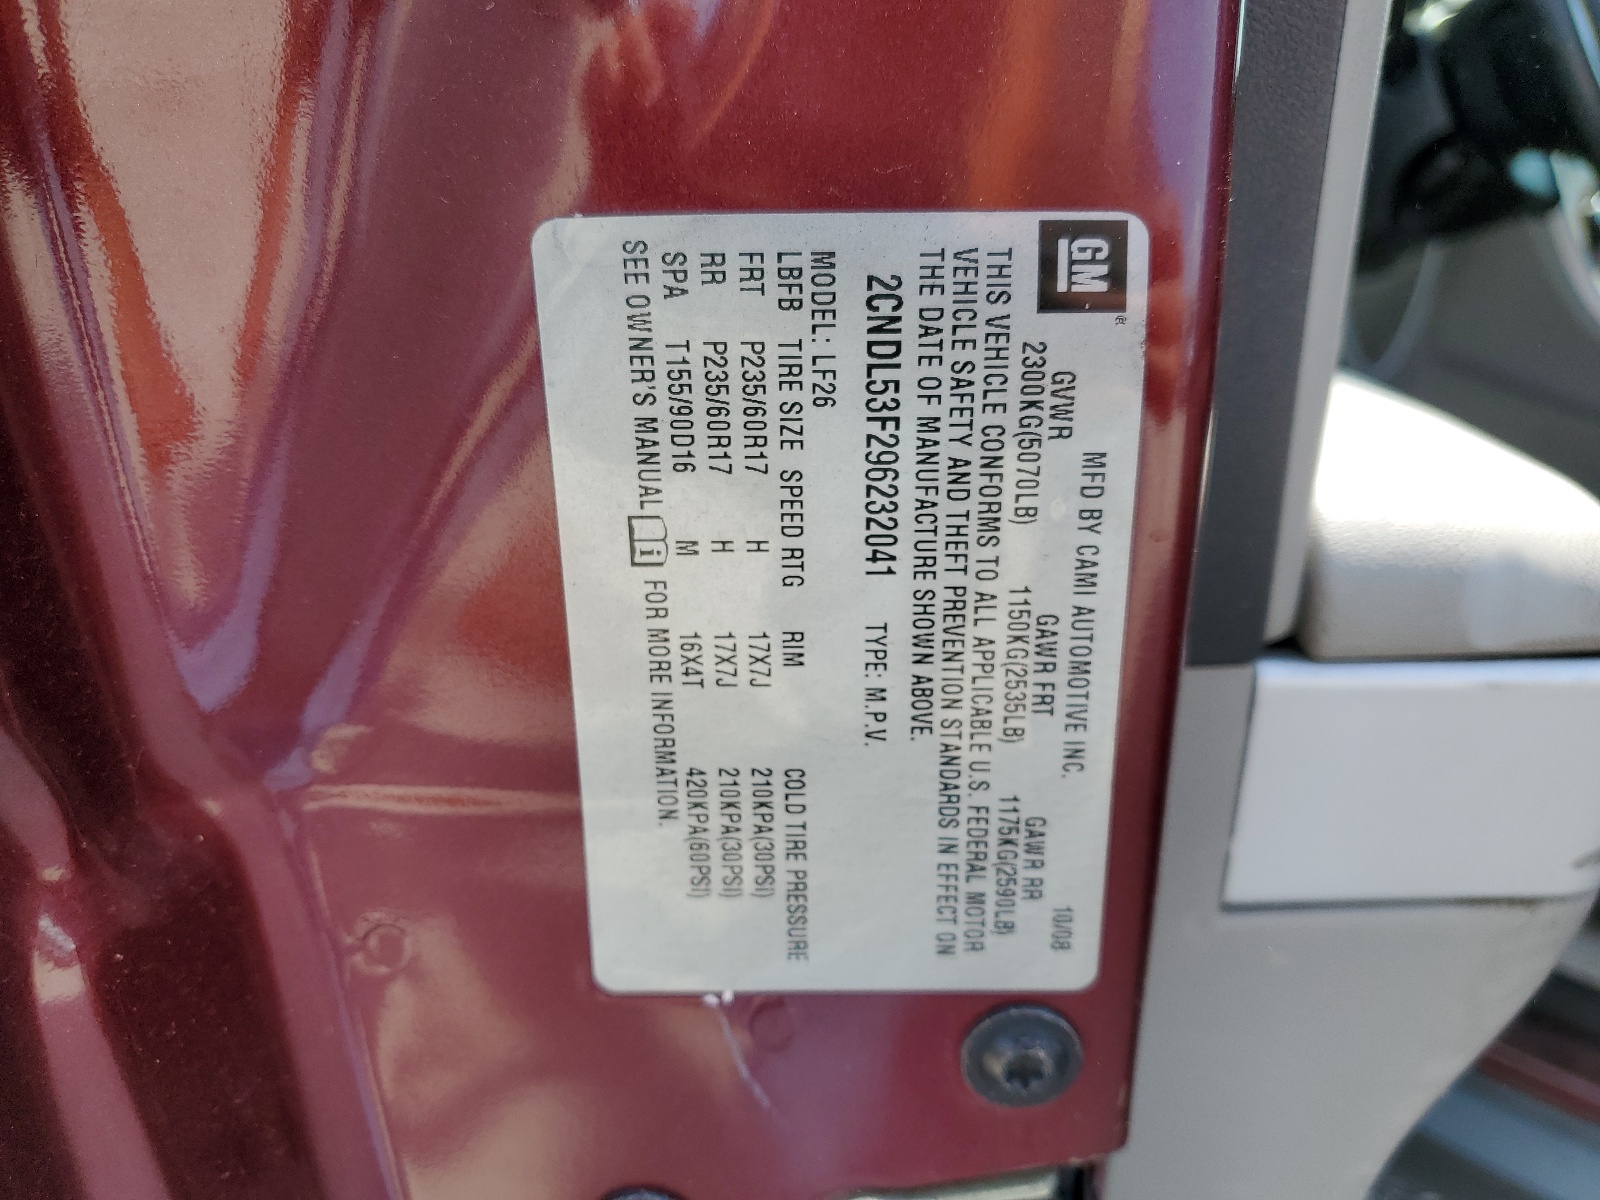 GM®
MFD BY CAMI AUTOMOTIVE INC. 10/08
GVWR GAWR FRT GAWR RR
2300KG(5070LB) 1150KG(2535LB) 1175KG(2590LB)
THIS VEHICLE CONFORMS TO ALL APPLICABLE U.S. FEDERAL MOTOR
VEHICLE SAFETY AND THEFT PREVENTION STANDARDS IN EFFECT ON
THE DATE OF MANUFACTURE SHOWN ABOVE.
2CNDL53F296232041 TYPE: M.P.V.
MODEL: LF26
LBFB TIRE SIZE SPEED RTG RIM COLD TIRE PRESSURE
FRT P235/60R17 H 17X7J 210KPA(30PSI)
RR P235/60R17 H 17X7J 210KPA(30PSI)
SPA T155/90D16 M 16X4T 420KPA(60PSI)
SEE OWNER'S MANUAL i FOR MORE INFORMATION.